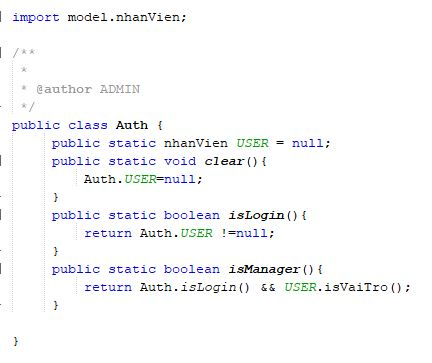 import model.nhanVien;
/**
 *
 * @author ADMIN
 */
public class Auth {
    public static nhanVien USER = null;
    public static void clear(){
        Auth.USER=null;
    }
    public static boolean isLogin(){
        return Auth.USER !=null;
    }
    public static boolean isManager(){
        return Auth.isLogin() && USER.isVaiTro();
    }
}